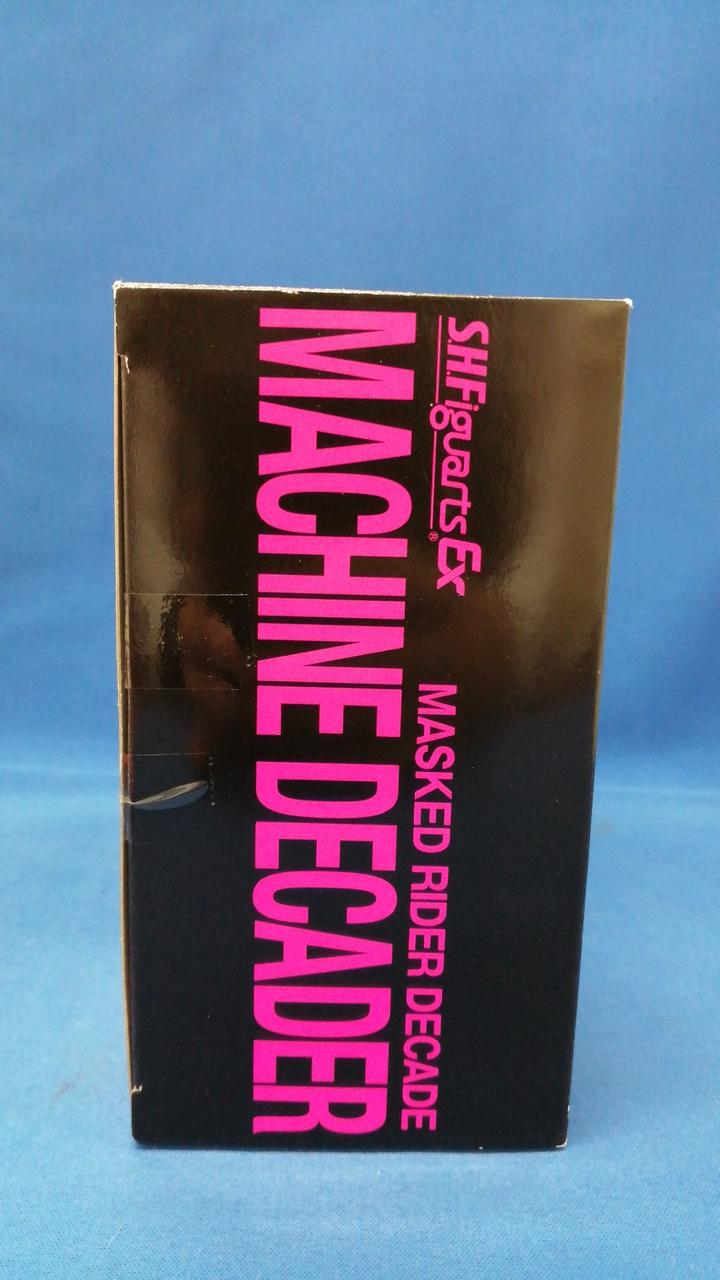 S.H.Figuarts Ex®
MASKED RIDER DECADE
MACHINE DECADER